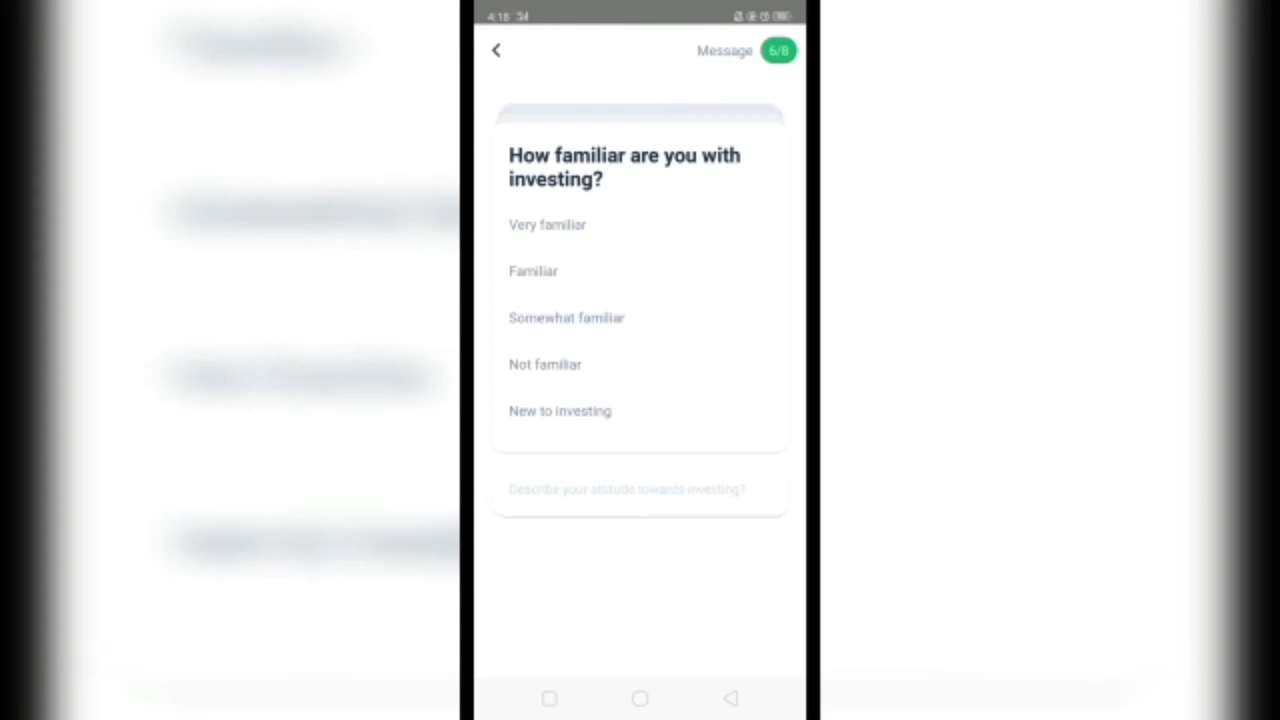 4:18
Message 6/8
How familiar are you with
investing?
Very familiar
Familiar
Somewhat familiar
Not familiar
New to investing
Describe your attitude towards investing?